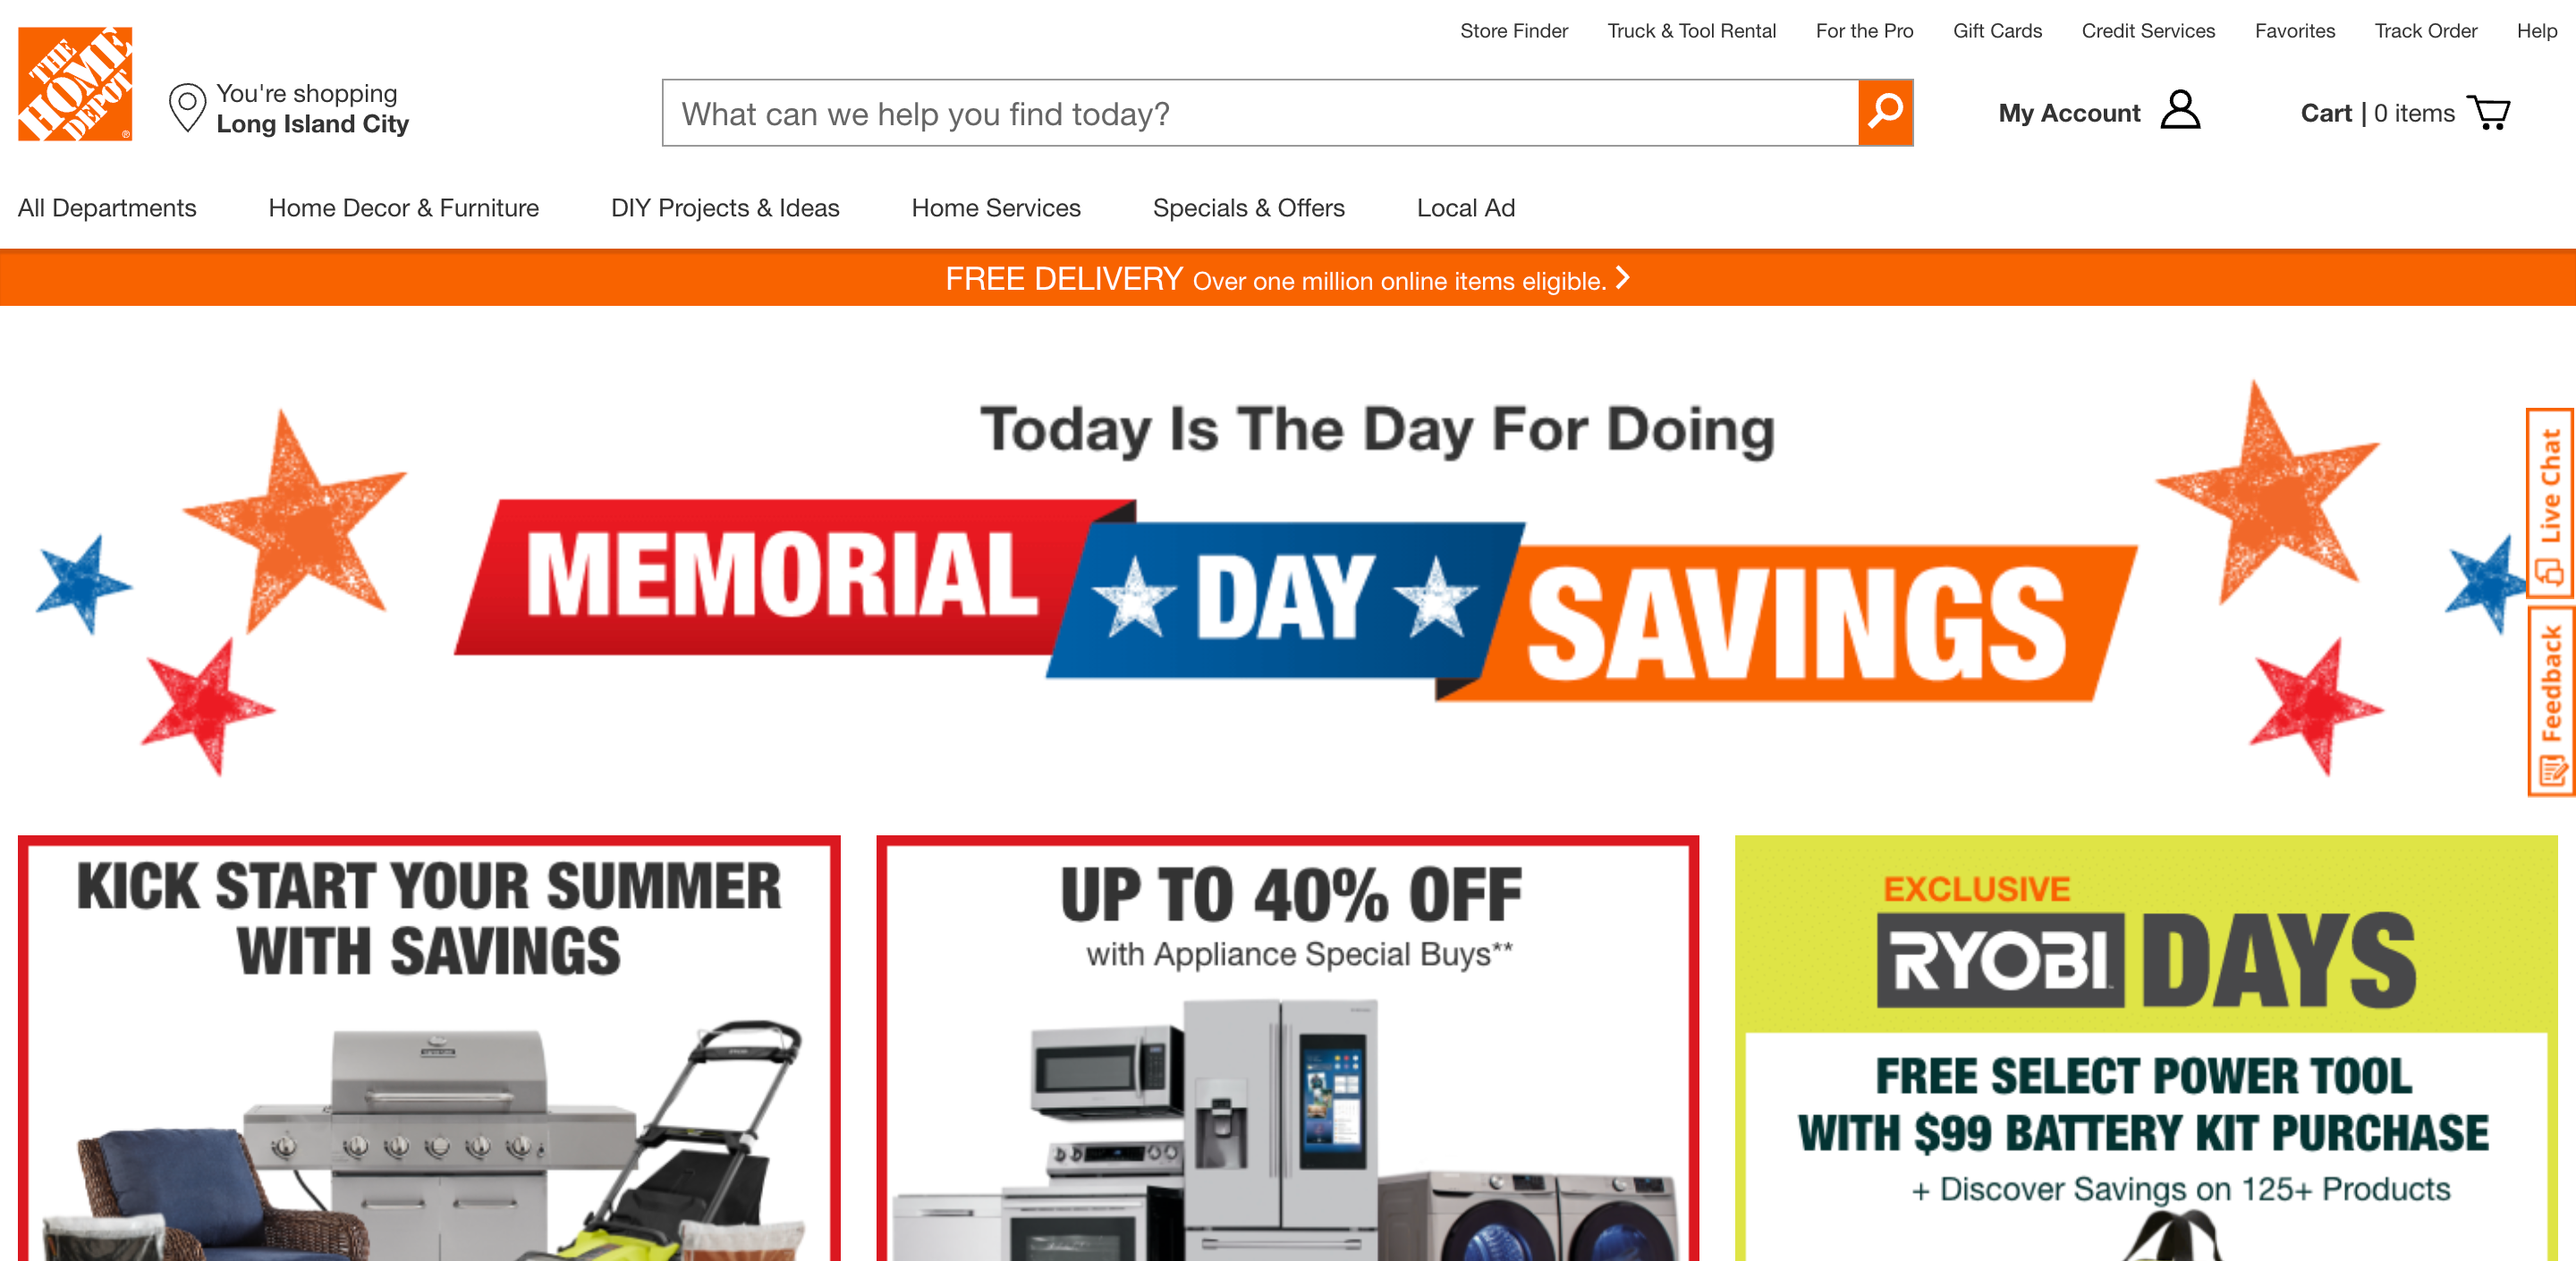 Store Finder Truck & Tool Rental For the Pro Gift Cards Credit Services Favorites Track Order Help
THE
HOME
DEPOT
®
You're shopping
Long Island City
What can we help you find today?
My Account
Cart | 0 items
All Departments Home Decor & Furniture DIY Projects & Ideas Home Services Specials & Offers Local Ad
FREE DELIVERY Over one million online items eligible.
Today Is The Day For Doing
MEMORIAL DAY SAVINGS
Live Chat
Feedback
KICK START YOUR SUMMER
WITH SAVINGS
UP TO 40% OFF
with Appliance Special Buys**
EXCLUSIVE
RYOBI DAYS
FREE SELECT POWER TOOL
WITH $99 BATTERY KIT PURCHASE
+ Discover Savings on 125+ Products